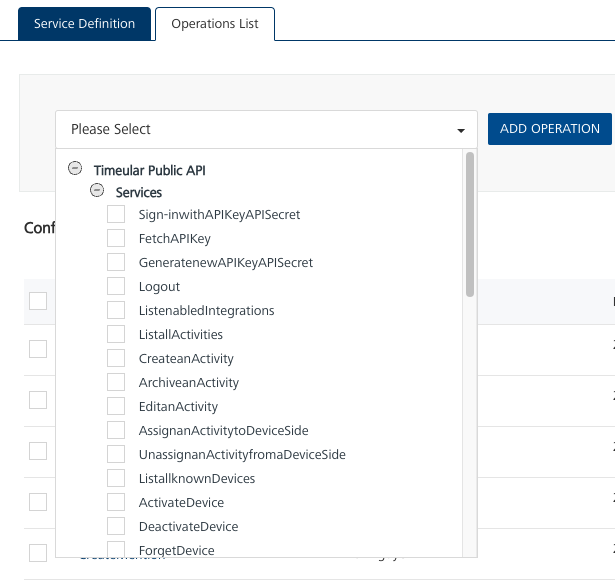 Service Definition
Operations List
Please Select
ADD OPERATION
Timeular Public API
Services
Sign-inwithAPIKeyAPISecret
FetchAPIKey
GeneratenewAPIKeyAPISecret
Logout
ListenabledIntegrations
ListallActivities
CreateanActivity
ArchiveanActivity
EditanActivity
AssignanActivitytoDeviceSide
UnassignanActivityfromaDeviceSide
ListallknownDevices
ActivateDevice
DeactivateDevice
ForgetDevice
Conf